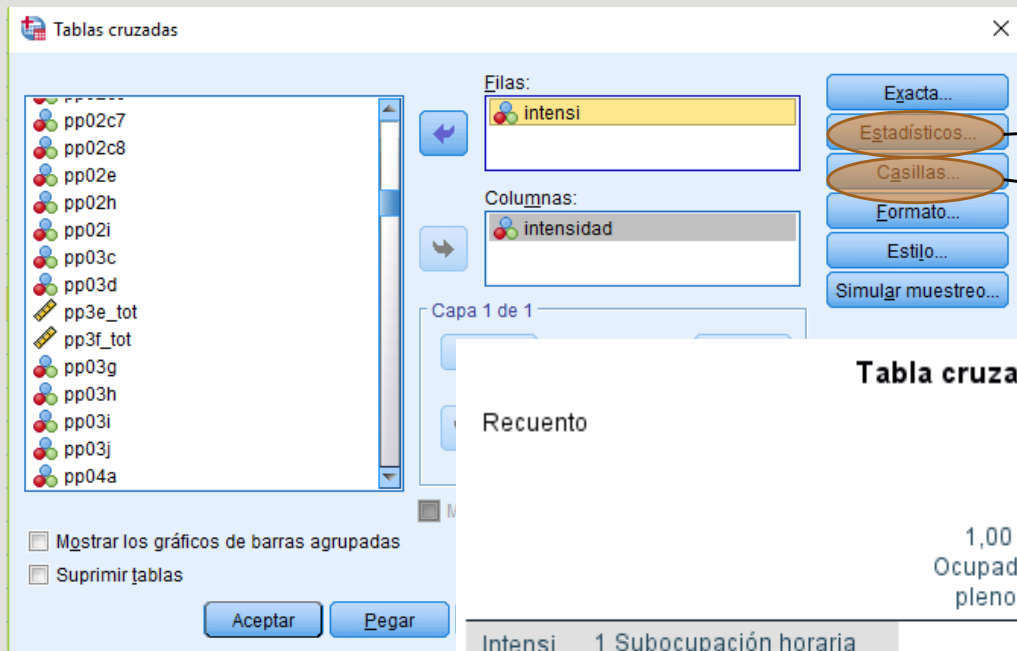 Tablas cruzadas
pp02c7
pp02c8
pp02e
pp02h
pp02i
pp03c
pp03d
pp3e_tot
pp3f_tot
pp03g
pp03h
pp03i
pp03j
pp04a
Filas:
intensi
Columnas:
intensidad
Capa 1 de 1
Exacta...
Estadísticos...
Casillas...
Formato...
Estilo...
Simular muestreo...
Mostrar los gráficos de barras agrupadas
Suprimir tablas
Aceptar
Pegar
Tabla cruza
Recuento
1,00
Ocupad
pleno
Intensi 1 Subocupación horaria